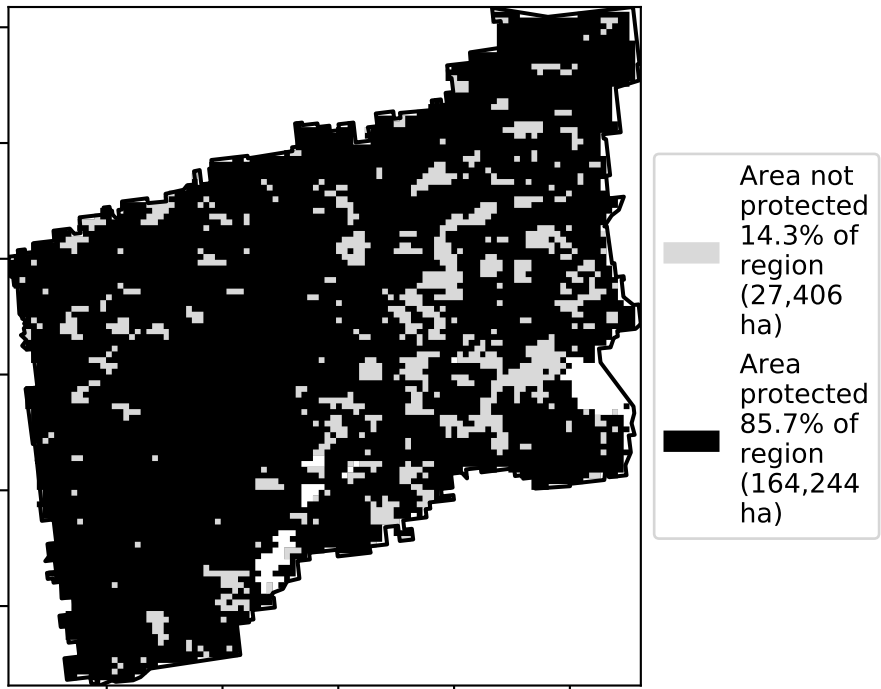 Area not
protected
14.3% of
region
(27,406
ha)
Area
protected
85.7% of
region
(164,244
ha)